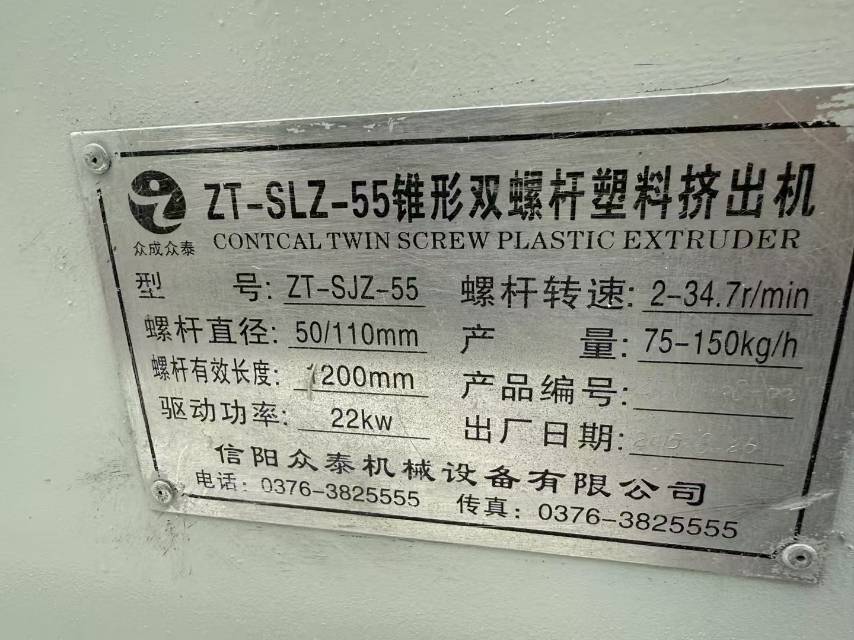 ZT-SLZ-55锥形双螺杆塑料挤出机
众成众泰
CONTCAL TWIN SCREW PLASTIC EXTRUDER
型 号: ZT-SJZ-55 螺杆转速: 2-34.7r/min
螺杆直径: 50/110mm 产 量: 75-150kg/h
螺杆有效长度: 1200mm 产品编号:
驱动功率: 22kw 出厂日期:
信阳众泰机械设备有限公司
电话: 0376-3825555 传真: 0376-3825555